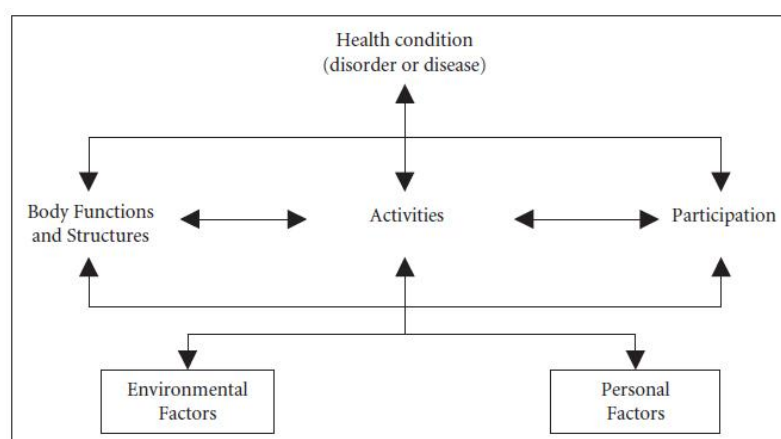 Health condition
(disorder or disease)
Body Functions
and Structures
Activities
Participation
Environmental
Factors
Personal
Factors